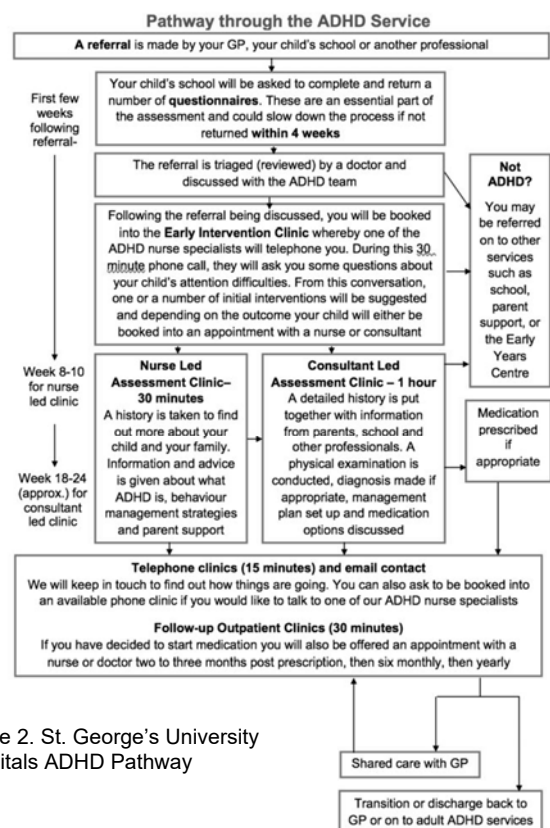 Pathway through the ADHD Service
A referral is made by your GP, your child's school or another professional
First few
weeks
following
referral-
Your child's school will be asked to complete and return a
number of questionnaires. These are an essential part of
the assessment and could slow down the process if not
returned within 4 weeks
The referral is triaged (reviewed) by a doctor and
discussed with the ADHD team
Not
ADHD?
You may
be referred
on to other
services
such as
school,
parent
support, or
the Early
Years
Centre
Following the referral being discussed, you will be booked
into the Early Intervention Clinic whereby one of the
ADHD nurse specialists will telephone you. During this 30
minute phone call, they will ask you some questions about
your child's attention difficulties. From this conversation,
one or a number of initial interventions will be suggested
and depending on the outcome your child will either be
booked into an appointment with a nurse or consultant
Week 8-10
for nurse
led clinic
Week 18-24
(approx.) for
consultant
led clinic
Nurse Led
Assessment Clinic–
30 minutes
A history is taken to find
out more about your
child and your family.
Information and advice
is given about what
ADHD is, behaviour
management strategies
and parent support
Consultant Led
Assessment Clinic – 1 hour
A detailed history is put
together with information
from parents, school and
other professionals. A
physical examination is
conducted, diagnosis made if
appropriate, management
plan set up and medication
options discussed
Medication
prescribed
if
appropriate
Telephone clinics (15 minutes) and email contact
We will keep in touch to find out how things are going. You can also ask to be booked into
an available phone clinic if you would like to talk to one of our ADHD nurse specialists
Follow-up Outpatient Clinics (30 minutes)
If you have decided to start medication you will also be offered an appointment with a
nurse or doctor two to three months post prescription, then six monthly, then yearly
e 2. St. George's University
itals ADHD Pathway
Shared care with GP
Transition or discharge back to
GP or on to adult ADHD services